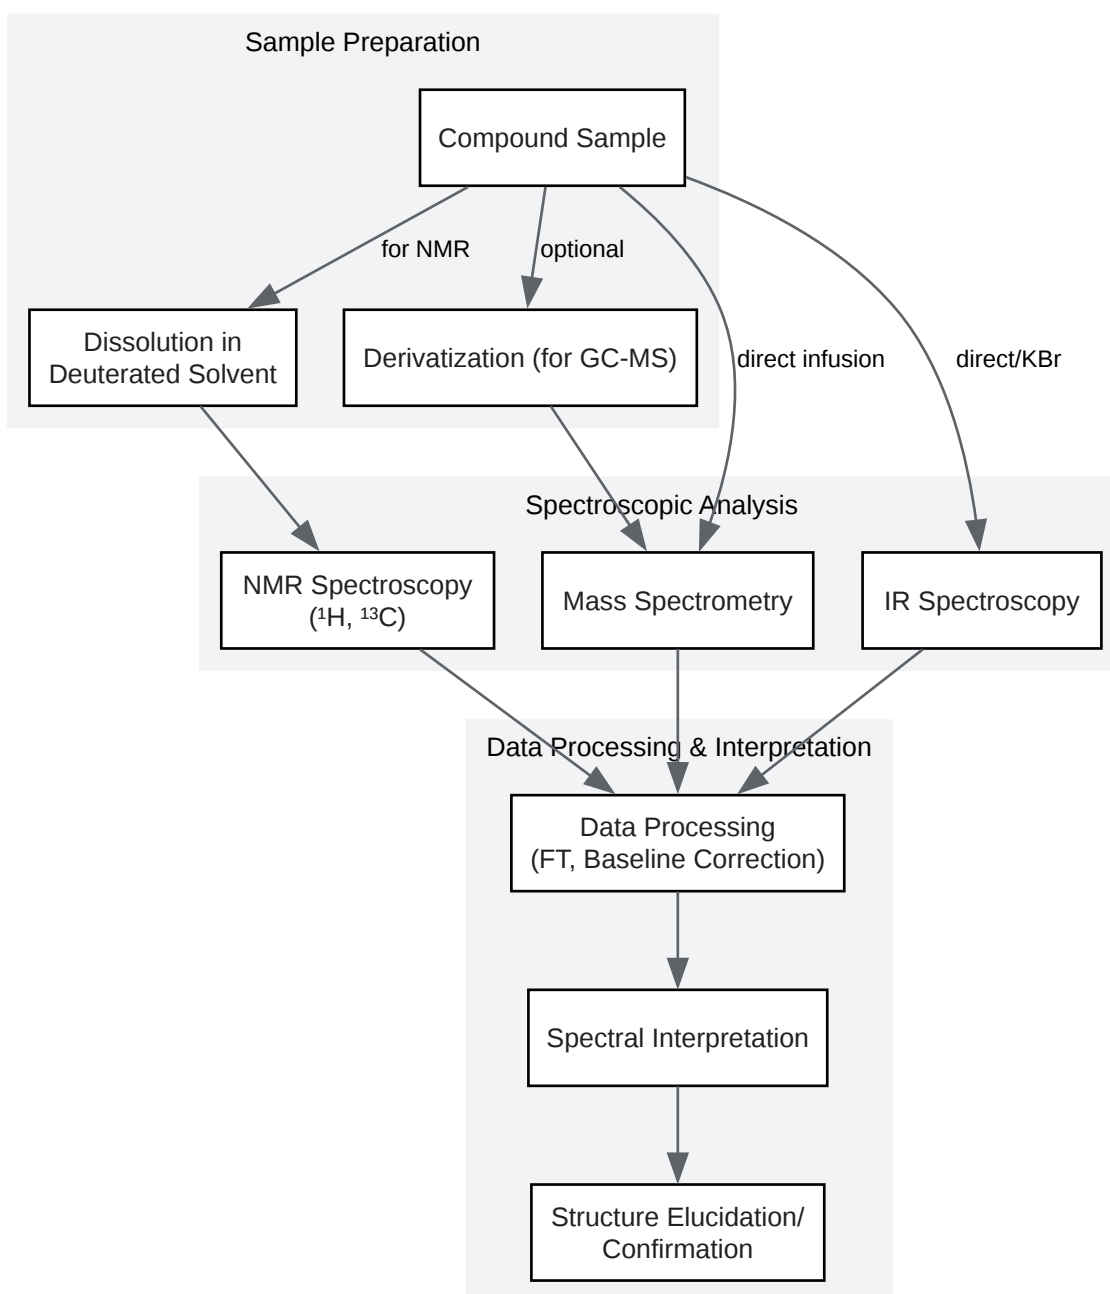 Sample Preparation
Compound Sample
for NMR
optional
Dissolution in
Deuterated Solvent
Derivatization (for GC-MS)
direct infusion
direct/KBr
Spectroscopic Analysis
NMR Spectroscopy
(¹H, ¹³C)
Mass Spectrometry
IR Spectroscopy
Data Processing & Interpretation
Data Processing
(FT, Baseline Correction)
Spectral Interpretation
Structure Elucidation/
Confirmation